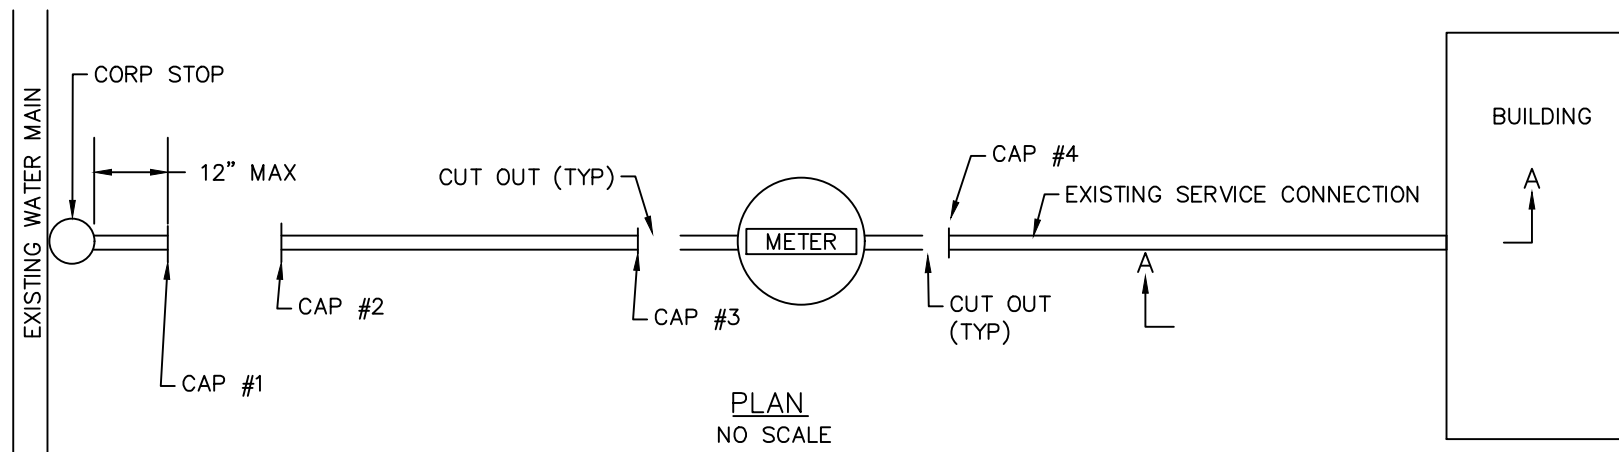 CORP STOP
EXISTING WATER MAIN
12" MAX
CUT OUT (TYP)
CAP #4
EXISTING SERVICE CONNECTION
BUILDING
A
METER
A
CAP #1
CAP #2
CAP #3
CUT OUT
(TYP)
PLAN
NO SCALE